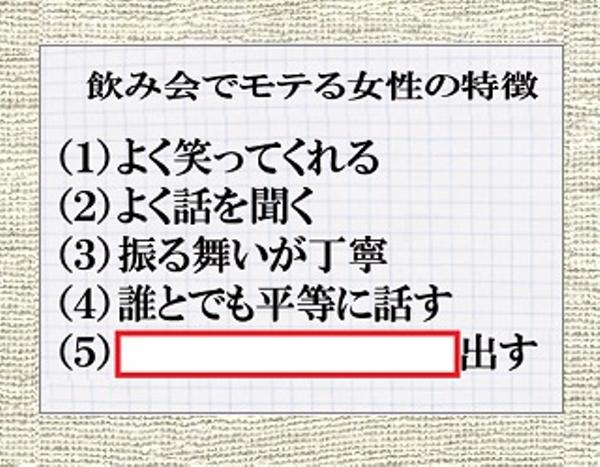 飲み会でモテる女性の特徴
(1)よく笑ってくれる
(2)よく話を聞く
(3)振る舞いが丁寧
(4)誰とでも平等に話す
(5)出す